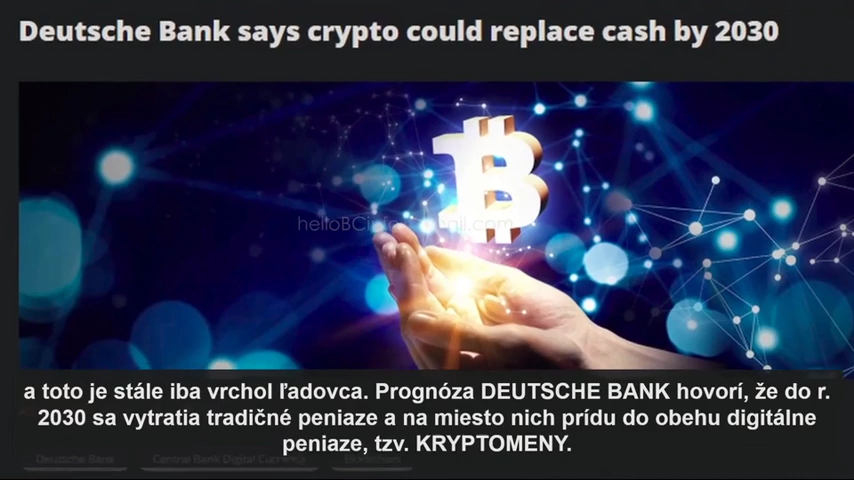 Deutsche Bank says crypto could replace cash by 2030
a toto je stále iba vrchol ľadovca. Prognóza DEUTSCHE BANK hovorí, že do r.
2030 sa vytratia tradičné peniaze a na miesto nich prídu do obehu digitálne
peniaze, tzv. KRYPTOMENY.
Deutsche Bank Central Bank Digital Currency